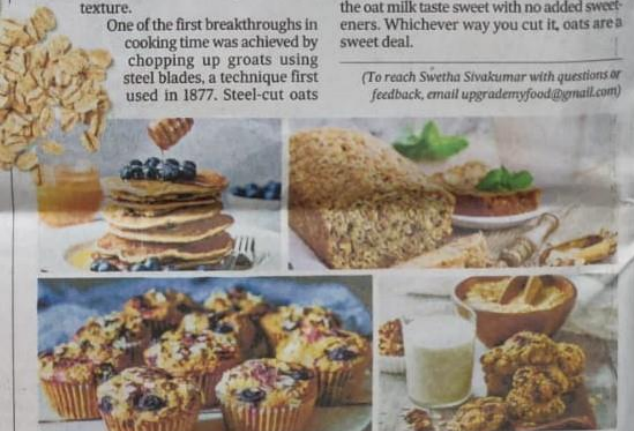 texture.
One of the first breakthroughs in
cooking time was achieved by
chopping up groats using
steel blades, a technique first
used in 1877. Steel-cut oats
the oat milk taste sweet with no added sweet-
eners. Whichever way you cut it, oats are a
sweet deal.
(To reach Swetha Sivakumar with questions or
feedback, email upgrademyfood@gmail.com)